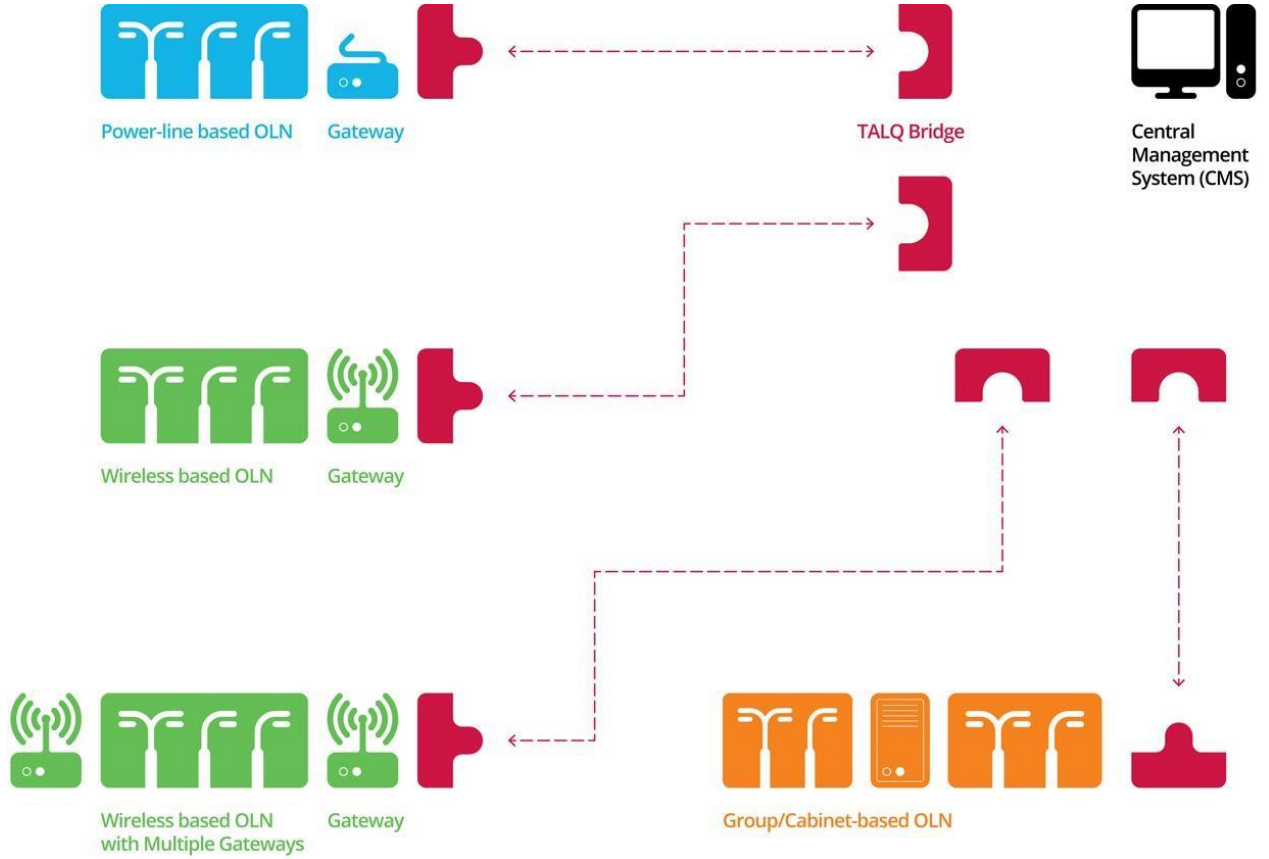 Power-line based OLN
Gateway
TALQ Bridge
Central
Management
System (CMS)
Wireless based OLN
Gateway
Wireless based OLN
with Multiple Gateways
Gateway
Group/Cabinet-based OLN